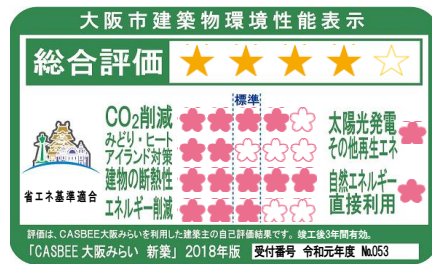 大阪市建築物環境性能表示
総合評価
標準
CO₂削減
みどり・ヒート
アイランド対策
建物の断熱性
エネルギー削減
太陽光発電
その他再生エネ
自然エネルギー
直接利用
省エネ基準適合
評価は、CASBEE大阪みらいを利用した建築主の自己評価結果です。竣工後3年間有効。
「CASBEE大阪みらい 新築」2018年版 受付番号 令和元年度 №053